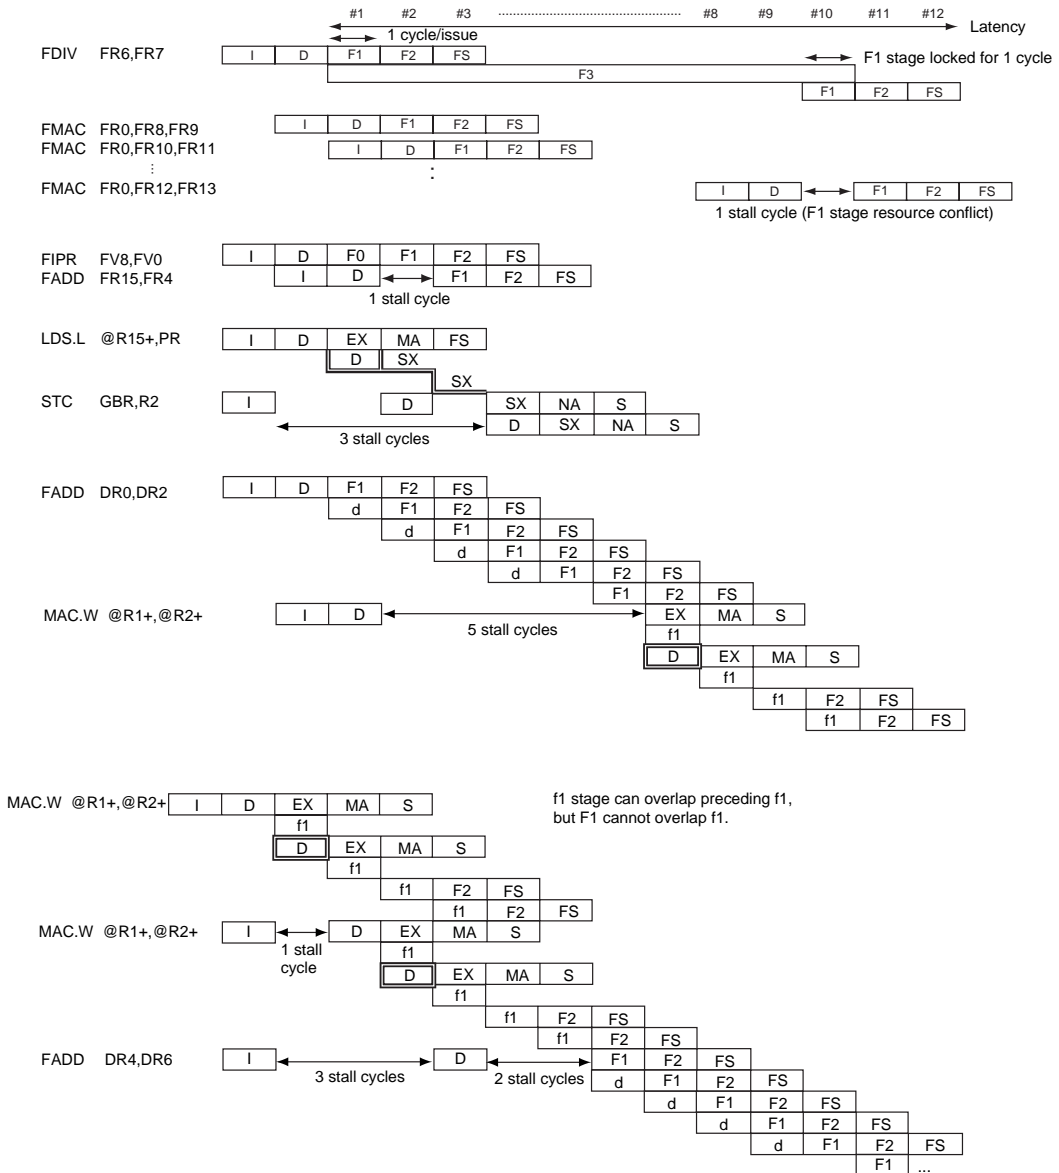 #1 #2 #3 #8 #9 #10 #11 #12
Latency
1 cycle/issue
FDIV FR6,FR7 I D F1 F2 FS
F1 stage locked for 1 cycle
F3
F1 F2 FS
FMAC FR0,FR8,FR9 I D F1 F2 FS
FMAC FR0,FR10,FR11 I D F1 F2 FS
FMAC FR0,FR12,FR13 I D F1 F2 FS
1 stall cycle (F1 stage resource conflict)
FIPR FV8,FV0 I D F0 F1 F2 FS
FADD FR15,FR4 I D F1 F2 FS
1 stall cycle
LDS.L @R15+,PR I D EX MA FS
D SX
SX
STC GBR,R2 I D SX NA S
D SX NA S
3 stall cycles
FADD DR0,DR2 I D F1 F2 FS
d F1 F2 FS
d F1 F2 FS
d F1 F2 FS
d F1 F2 FS
F1 F2 FS
MAC.W @R1+,@R2+ I D EX MA S
5 stall cycles
f1
D EX MA S
f1
f1 F2 FS
f1 F2 FS
MAC.W @R1+,@R2+ I D EX MA S
f1 stage can overlap preceding f1,
but F1 cannot overlap f1.
f1
D EX MA S
f1
f1 F2 FS
f1 F2 FS
MAC.W @R1+,@R2+ I D EX MA S
1 stall
cycle
f1
D EX MA S
f1
f1 F2 FS
f1 F2 FS
FADD DR4,DR6 I D F1 F2 FS
3 stall cycles 2 stall cycles
d F1 F2 FS
d F1 F2 FS
d F1 F2 FS
d F1 F2 FS
F1 ...